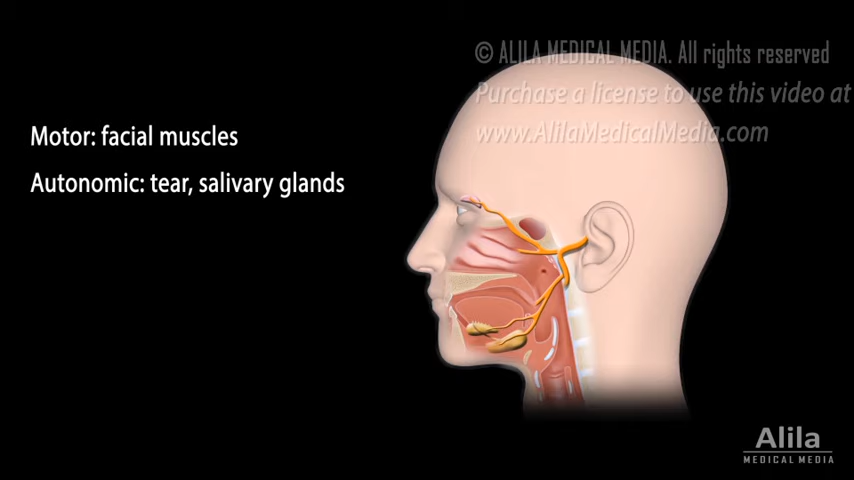 © ALILA MEDICAL MEDIA. All rights reserved
Purchase a license to use this video at
www.AlilaMedicalMedia.com
Motor: facial muscles
Autonomic: tear, salivary glands
Alila
MEDICAL MEDIA